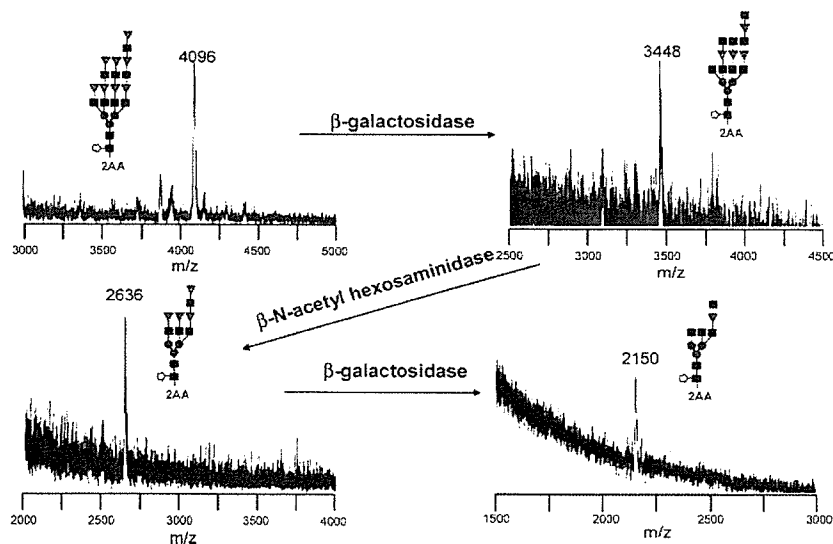 4096
2AA
3000 3500 4000 4500 5000
m/z
β-galactosidase
3448
2AA
2500 3000 3500 4000 4500
m/z
β-N-acetyl hexosaminidase
2636
2AA
2000 2500 3000 3500 4000
m/z
β-galactosidase
2150
2AA
1500 2000 2500 3000
m/z